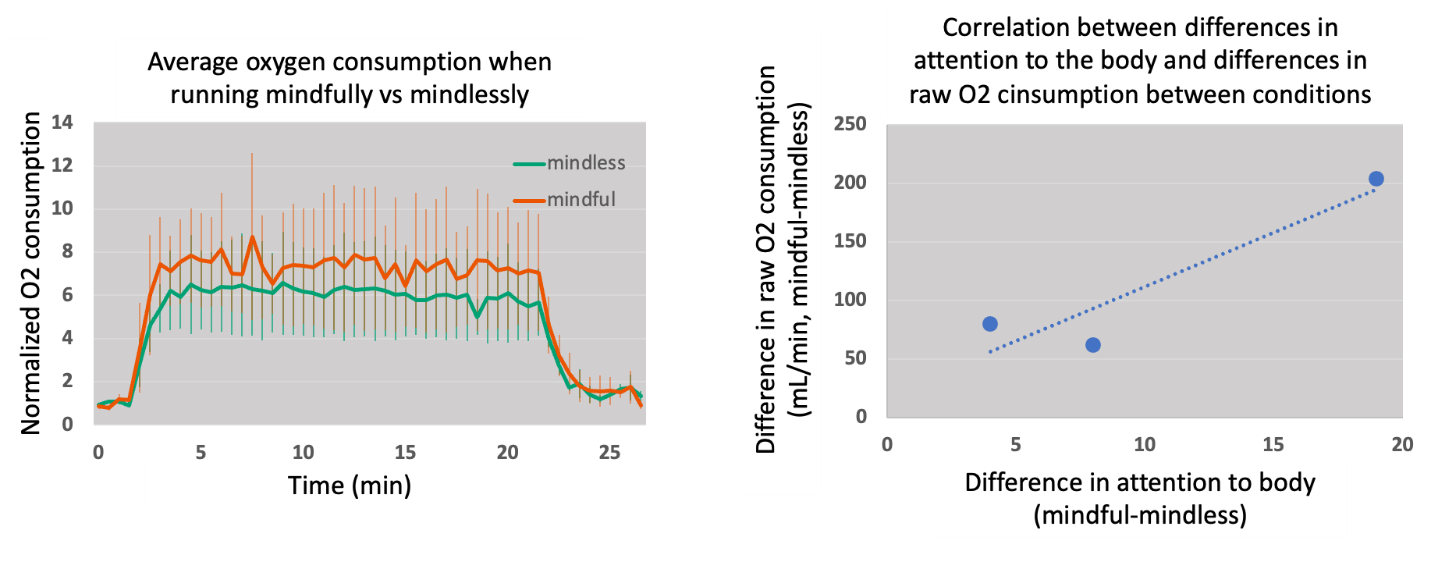 Average oxygen consumption when
running mindfully vs mindlessly
Normalized O2 consumption
14
12
10
8
6
4
2
0
mindless
mindful
0 5 10 15 20 25
Time (min)
Correlation between differences in
attention to the body and differences in
raw O2 cinsumption between conditions
Difference in raw O2 consumption
(mL/min, mindful-mindless)
250
200
150
100
50
0
0 5 10 15 20
Difference in attention to body
(mindful-mindless)